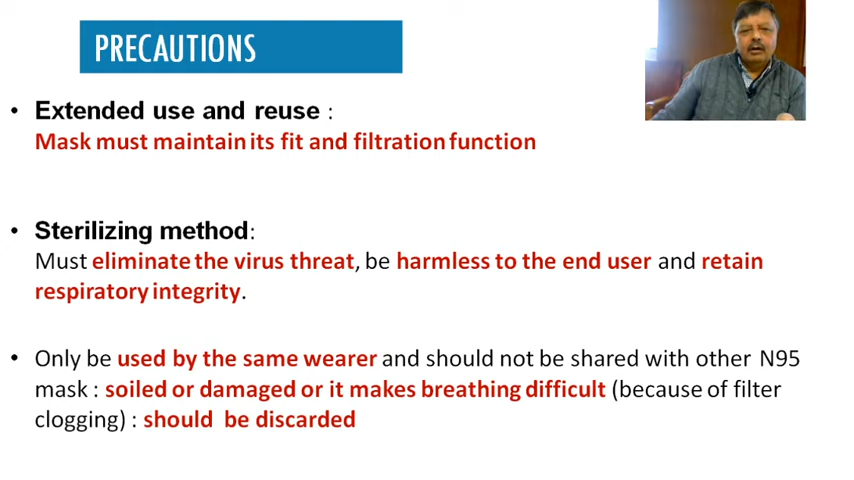 PRECAUTIONS
• Extended use and reuse :
Mask must maintain its fit and filtration function
• Sterilizing method:
Must eliminate the virus threat, be harmless to the end user and retain
respiratory integrity.
• Only be used by the same wearer and should not be shared with other N95
mask : soiled or damaged or it makes breathing difficult (because of filter
clogging) : should be discarded